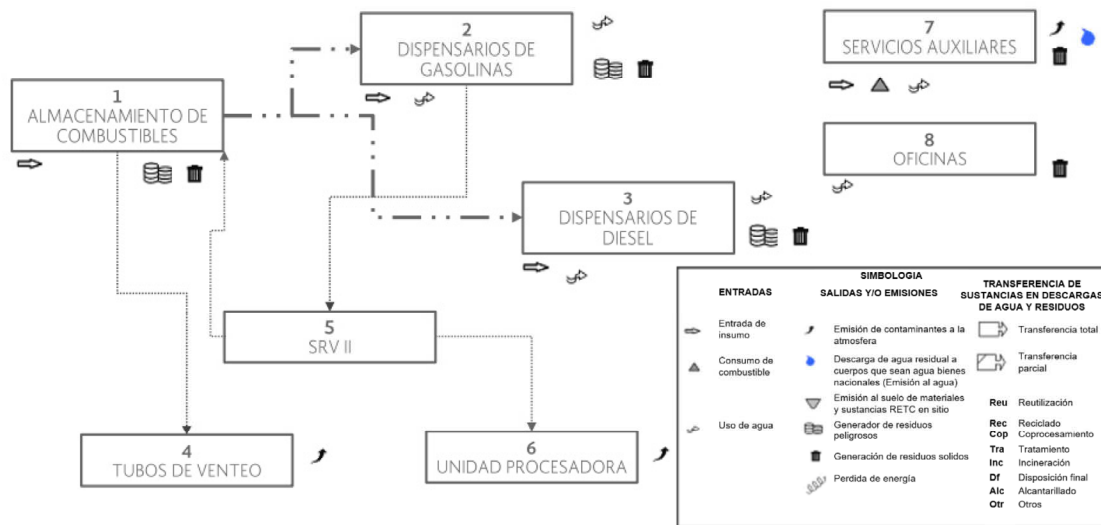 1
ALMACENAMIENTO DE
COMBUSTIBLES
2
DISPENSARIOS DE
GASOLINAS
3
DISPENSARIOS DE
DIESEL
4
TUBOS DE VENTEO
5
SRV II
6
UNIDAD PROCESADORA
7
SERVICIOS AUXILIARES
8
OFICINAS
SIMBOLOGIA
ENTRADAS
Entrada de
insumo
Consumo de
combustible
Uso de agua
SALIDAS Y/O EMISIONES
Emisión de contaminantes a la
atmosfera
Descarga de agua residual a
cuerpos que sean agua bienes
nacionales (Emisión al agua)
Emisión al suelo de materiales
y sustancias RETC en sitio
Generador de residuos
peligrosos
Generación de residuos solidos
Perdida de energía
TRANSFERENCIA DE
SUSTANCIAS EN DESCARGAS
DE AGUA Y RESIDUOS
Transferencia total
Transferencia
parcial
Reu Reutilización
Rec Reciclado
Cop Coprocesamiento
Tra Tratamiento
Inc Incineración
Df Disposición final
Alc Alcantarillado
Otr Otros